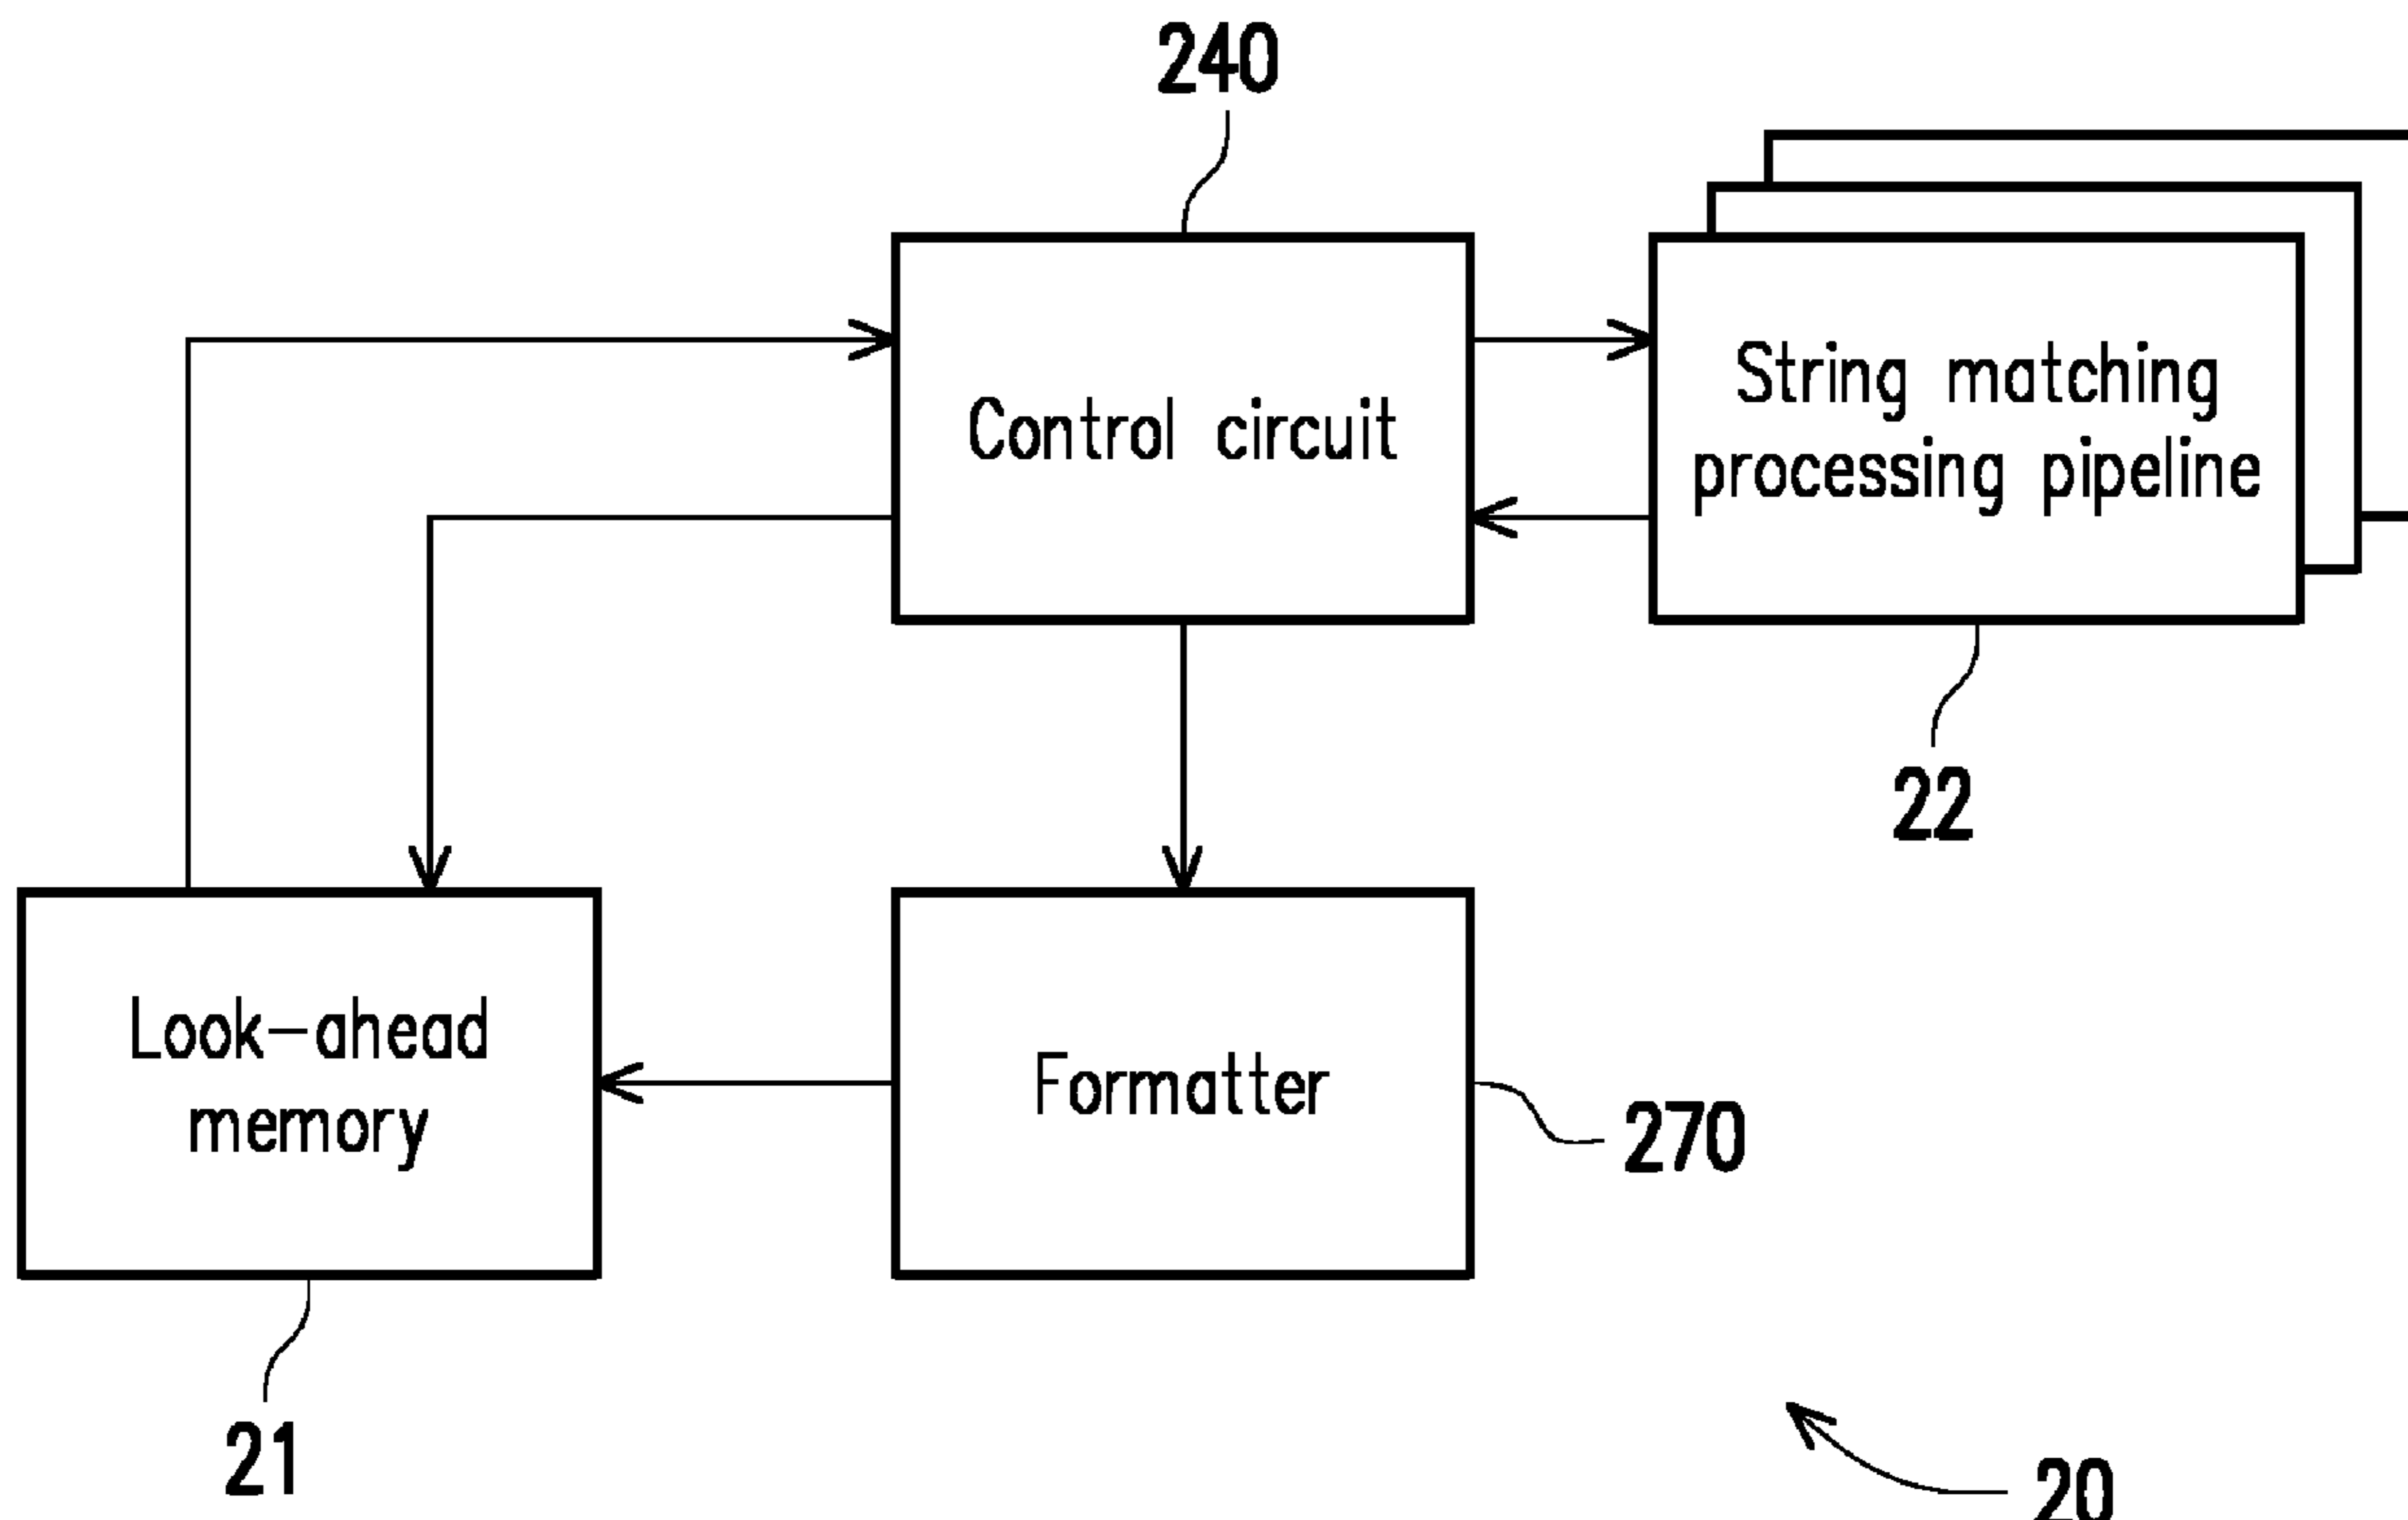 240
Control circuit
String matching
processing pipeline
22
Look-ahead
memory
Formatter
270
21
20